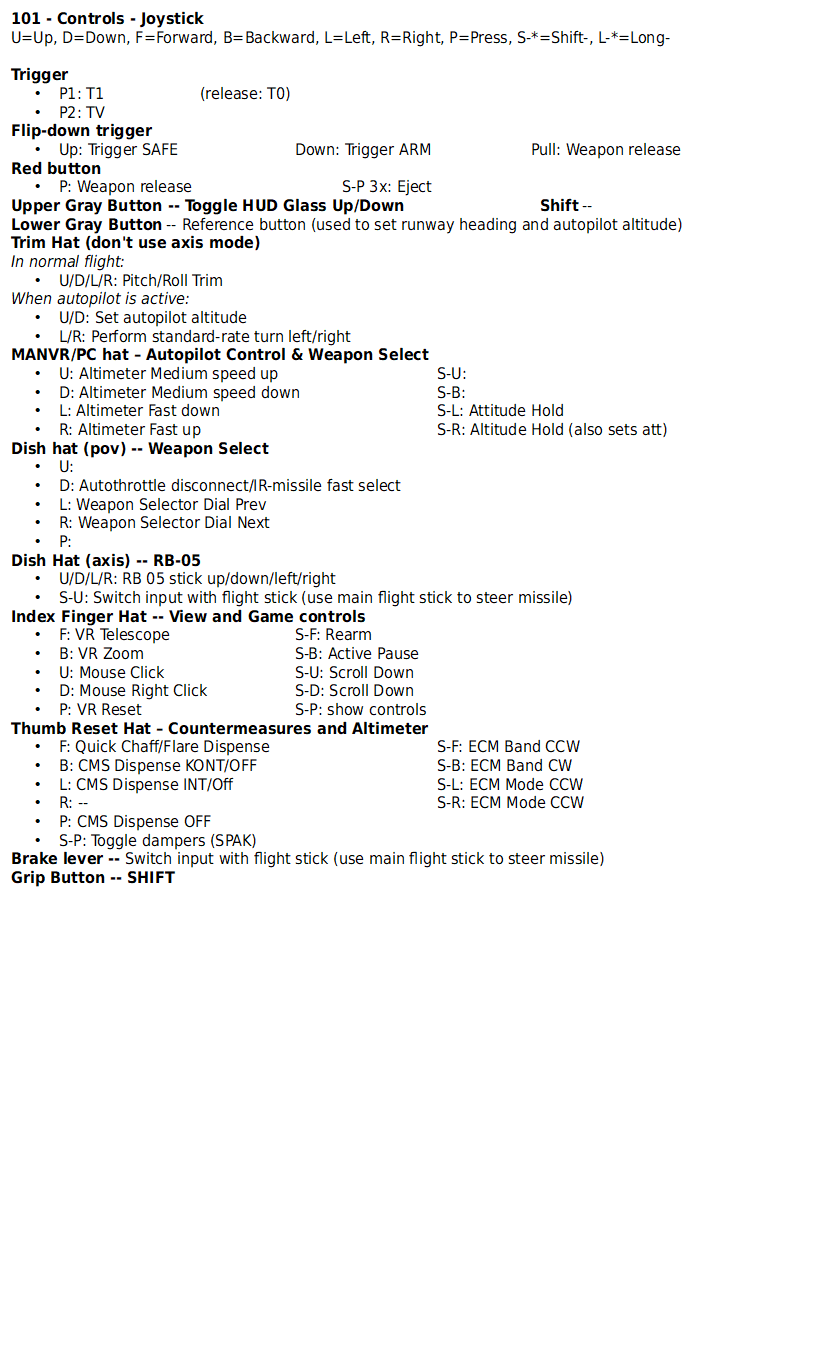 101 - Controls - Joystick
U=Up, D=Down, F=Forward, B=Backward, L=Left, R=Right, P=Press, S-*=Shift-, L-*=Long-
Trigger
• P1: T1 (release: T0)
• P2: TV
Flip-down trigger
• Up: Trigger SAFE Down: Trigger ARM Pull: Weapon release
Red button
• P: Weapon release S-P 3x: Eject
Upper Gray Button -- Toggle HUD Glass Up/Down Shift --
Lower Gray Button -- Reference button (used to set runway heading and autopilot altitude)
Trim Hat (don't use axis mode)
In normal flight:
• U/D/L/R: Pitch/Roll Trim
When autopilot is active:
• U/D: Set autopilot altitude
• L/R: Perform standard-rate turn left/right
MANVR/PC hat – Autopilot Control & Weapon Select
• U: Altimeter Medium speed up S-U:
• D: Altimeter Medium speed down S-B:
• L: Altimeter Fast down S-L: Attitude Hold
• R: Altimeter Fast up S-R: Altitude Hold (also sets att)
Dish hat (pov) -- Weapon Select
• U:
• D: Autothrottle disconnect/IR-missile fast select
• L: Weapon Selector Dial Prev
• R: Weapon Selector Dial Next
• P:
Dish Hat (axis) -- RB-05
• U/D/L/R: RB 05 stick up/down/left/right
• S-U: Switch input with flight stick (use main flight stick to steer missile)
Index Finger Hat -- View and Game controls
• F: VR Telescope S-F: Rearm
• B: VR Zoom S-B: Active Pause
• U: Mouse Click S-U: Scroll Down
• D: Mouse Right Click S-D: Scroll Down
• P: VR Reset S-P: show controls
Thumb Reset Hat – Countermeasures and Altimeter
• F: Quick Chaff/Flare Dispense S-F: ECM Band CCW
• B: CMS Dispense KONT/OFF S-B: ECM Band CW
• L: CMS Dispense INT/Off S-L: ECM Mode CCW
• R: -- S-R: ECM Mode CCW
• P: CMS Dispense OFF
• S-P: Toggle dampers (SPAK)
Brake lever -- Switch input with flight stick (use main flight stick to steer missile)
Grip Button -- SHIFT